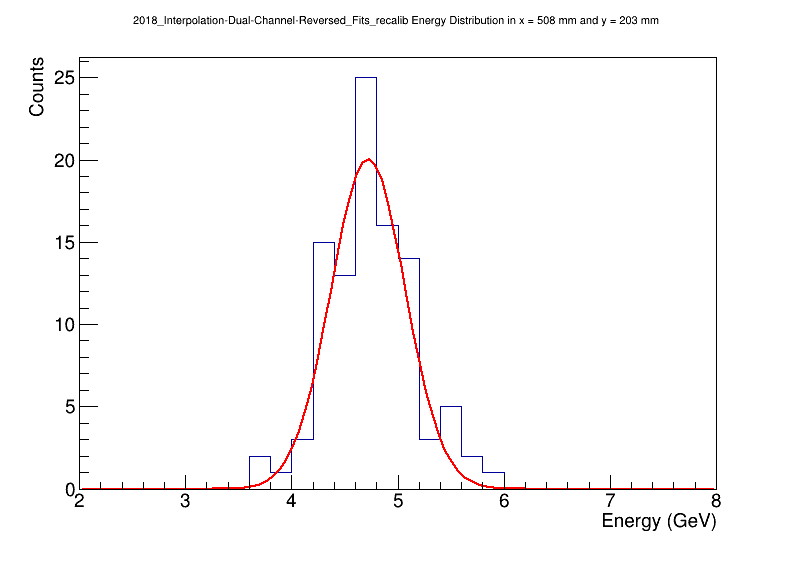 2018_Interpolation-Dual-Channel-Reversed_Fits_recalib Energy Distribution in x = 508 mm and y = 203 mm
Counts
25
20
15
10
5
0
2 3 4 5 6 7 8
Energy (GeV)